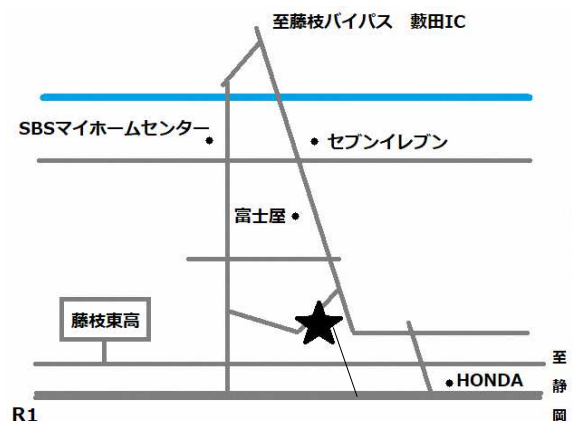 至藤枝バイパス 藪田IC
SBSマイホームセンター
セブンイレブン
富士屋
藤枝東高
至静岡
HONDA
R1